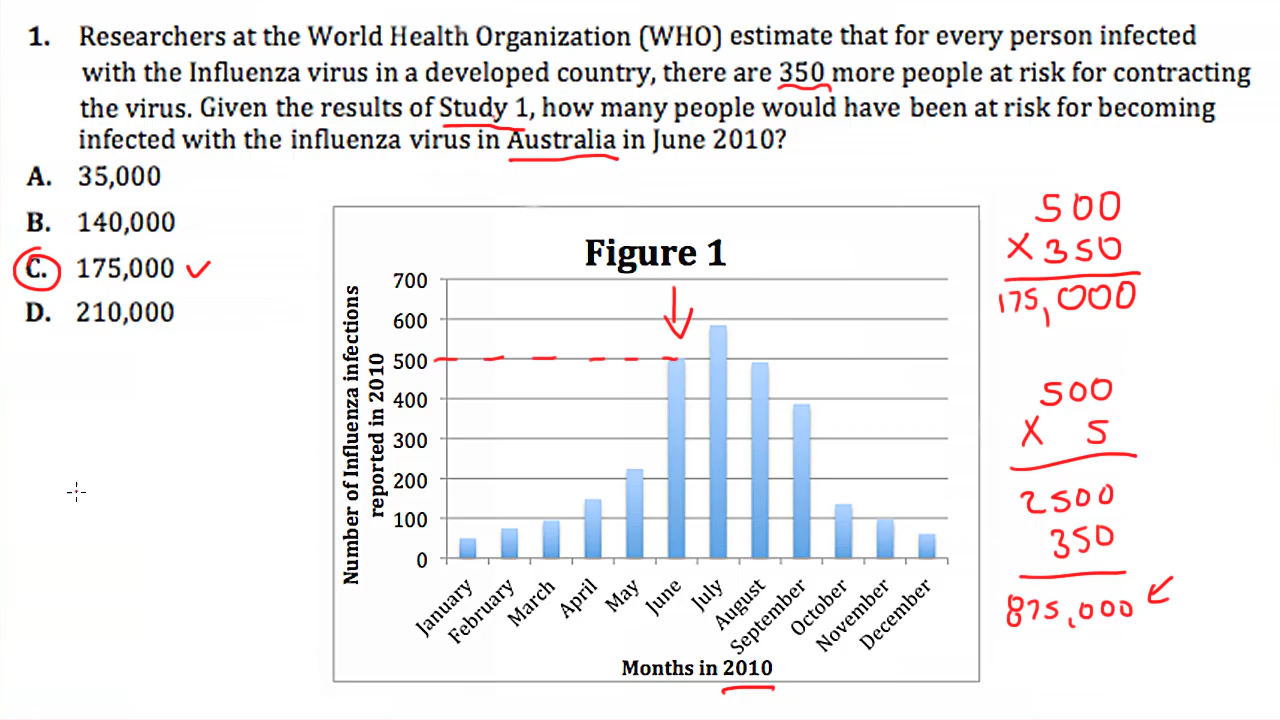 1. Researchers at the World Health Organization (WHO) estimate that for every person infected
with the Influenza virus in a developed country, there are 350 more people at risk for contracting
the virus. Given the results of Study 1, how many people would have been at risk for becoming
infected with the influenza virus in Australia in June 2010?
A. 35,000
B. 140,000
C. 175,000 ✓
D. 210,000
Figure 1
Number of Influenza infections
reported in 2010
700
600
500
400
300
200
100
0
January
February
March
April
May
June
July
August
September
October
November
December
Months in 2010
500
X 350
175,000
500
X 5
2500
350
875,000